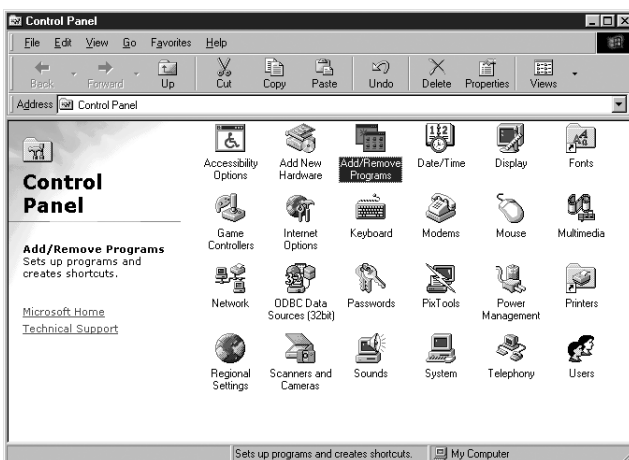 Control Panel
File Edit View Go Favorites Help
Back Forward Up Cut Copy Paste Undo Delete Properties Views
Address Control Panel
Control
Panel
Add/Remove Programs
Sets up programs and
creates shortcuts.
Microsoft Home
Technical Support
Accessibility
Options
Add New
Hardware
Add/Remove
Programs
Date/Time
Display
Fonts
Game
Controllers
Internet
Options
Keyboard
Modems
Mouse
Multimedia
Network
ODBC Data
Sources (32bit)
Passwords
PixTools
Power
Management
Printers
Regional
Settings
Scanners and
Cameras
Sounds
System
Telephony
Users
Sets up programs and creates shortcuts. My Computer